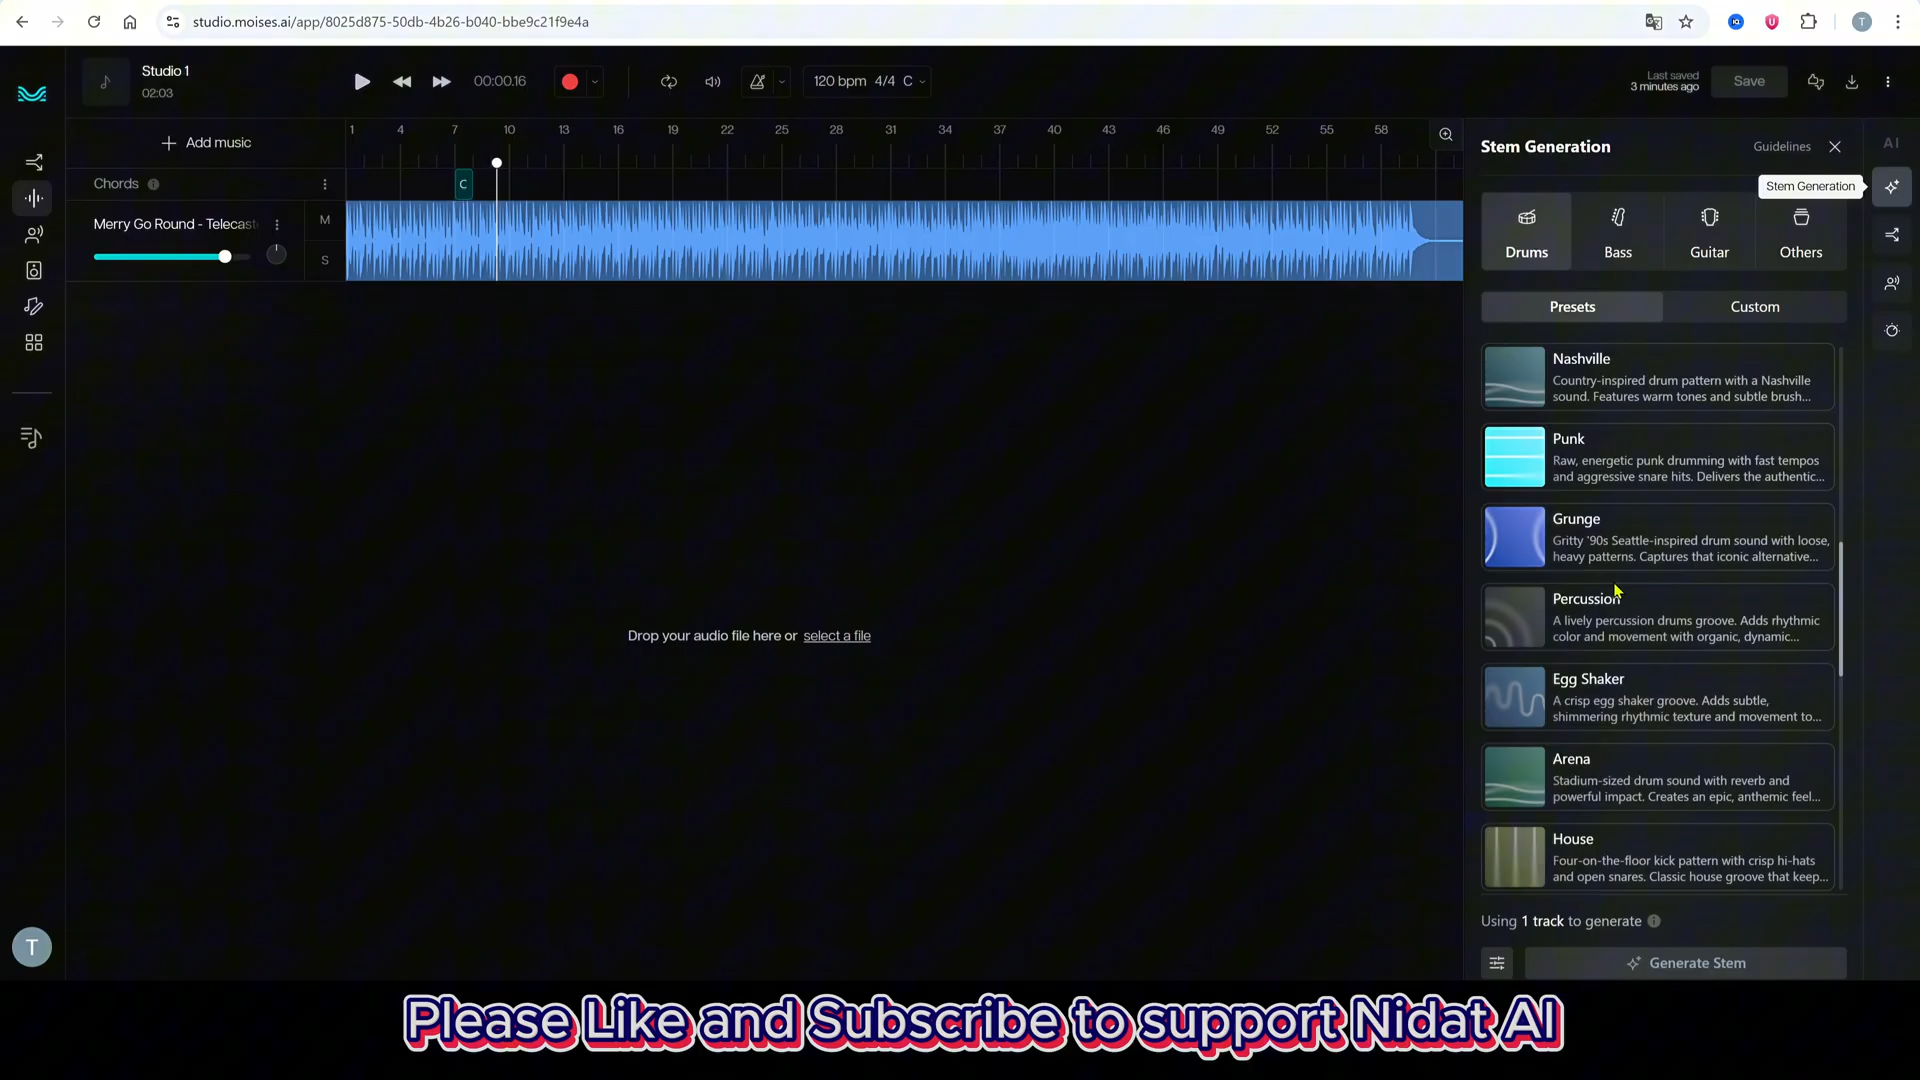 studio.moises.ai/app/8025d875-50db-4b26-b040-bbe9c21f9e4a
T
Studio 1
02:03
00:00.16
120 bpm 4/4 C
Last saved
3 minutes ago
Save
Add music
1 4 7 10 13 16 19 22 25 28 31 34 37 40 43 46 49 52 55 58
Chords
C
Merry Go Round - Telecast
M
S
Drop your audio file here or select a file
T
Stem Generation
Guidelines
AI
Stem Generation
Drums
Bass
Guitar
Others
Presets
Custom
Nashville
Country-inspired drum pattern with a Nashville
sound. Features warm tones and subtle brush...
Punk
Raw, energetic punk drumming with fast tempos
and aggressive snare hits. Delivers the authentic...
Grunge
Gritty '90s Seattle-inspired drum sound with loose,
heavy patterns. Captures that iconic alternative...
Percussion
A lively percussion drums groove. Adds rhythmic
color and movement with organic, dynamic...
Egg Shaker
A crisp egg shaker groove. Adds subtle,
shimmering rhythmic texture and movement to...
Arena
Stadium-sized drum sound with reverb and
powerful impact. Creates an epic, anthemic feel...
House
Four-on-the-floor kick pattern with crisp hi-hats
and open snares. Classic house groove that keep...
Using 1 track to generate
Generate Stem
Please Like and Subscribe to support Nidat AI